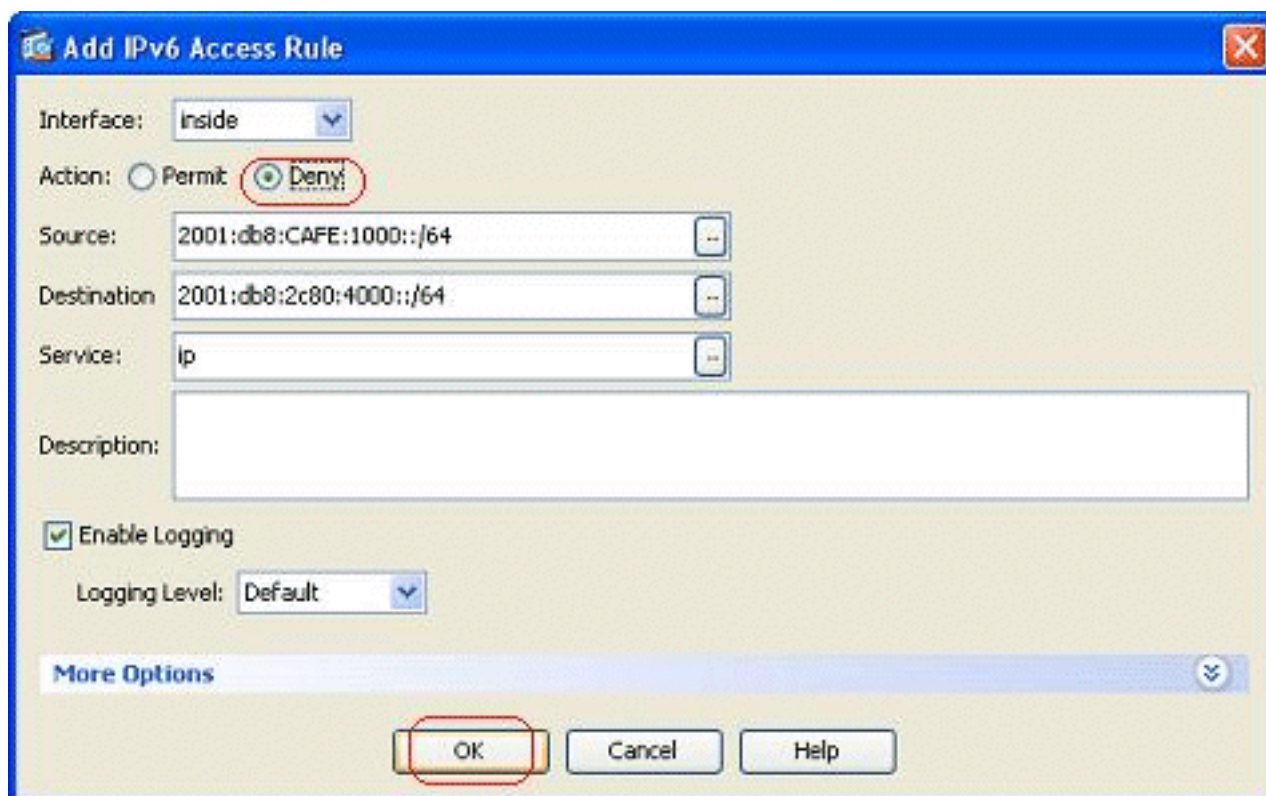 Add IPv6 Access Rule
Interface: inside
Action: Permit Deny
Source: 2001:db8:CAFE:1000::/64 ...
Destination 2001:db8:2c80:4000::/64 ...
Service: ip ...
Description:
Enable Logging
Logging Level: Default
More Options
OK Cancel Help